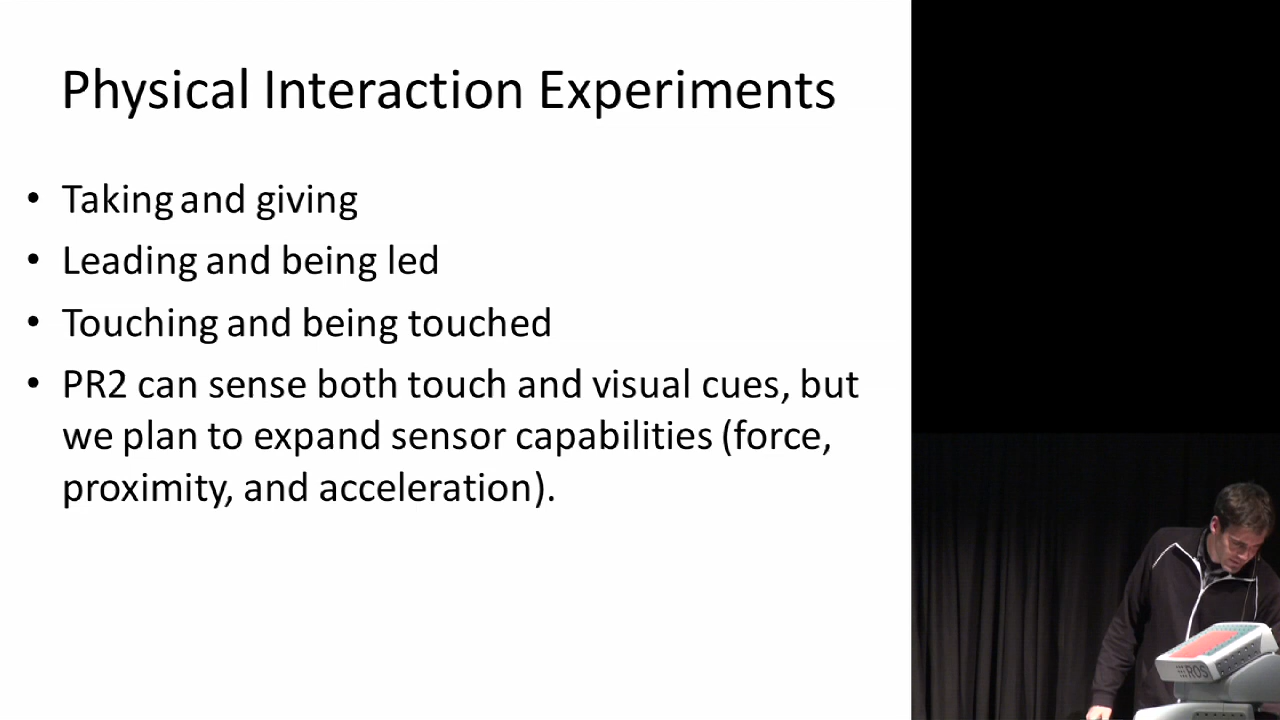 Physical Interaction Experiments
• Taking and giving
• Leading and being led
• Touching and being touched
• PR2 can sense both touch and visual cues, but
we plan to expand sensor capabilities (force,
proximity, and acceleration).
ROS